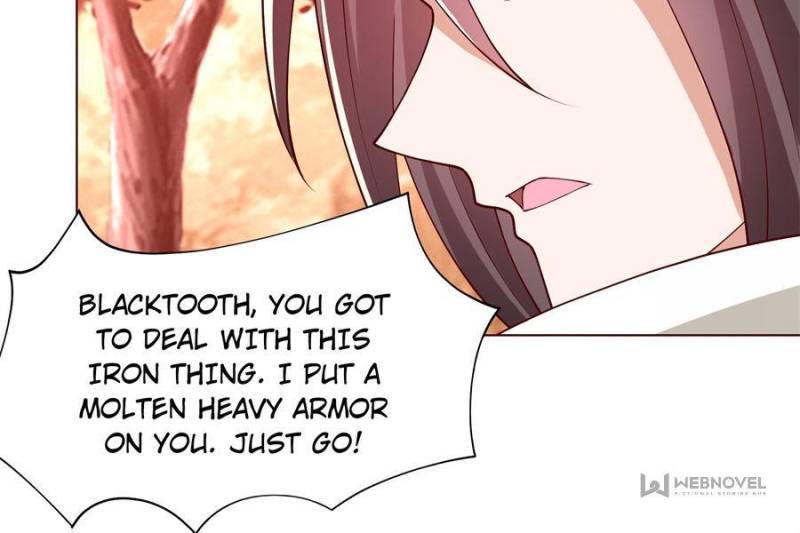 BLACKTOOTH, YOU GOT
TO DEAL WITH THIS
IRON THING. I PUT A
MOLTEN HEAVY ARMOR
ON YOU. JUST GO!
WEBNOVEL